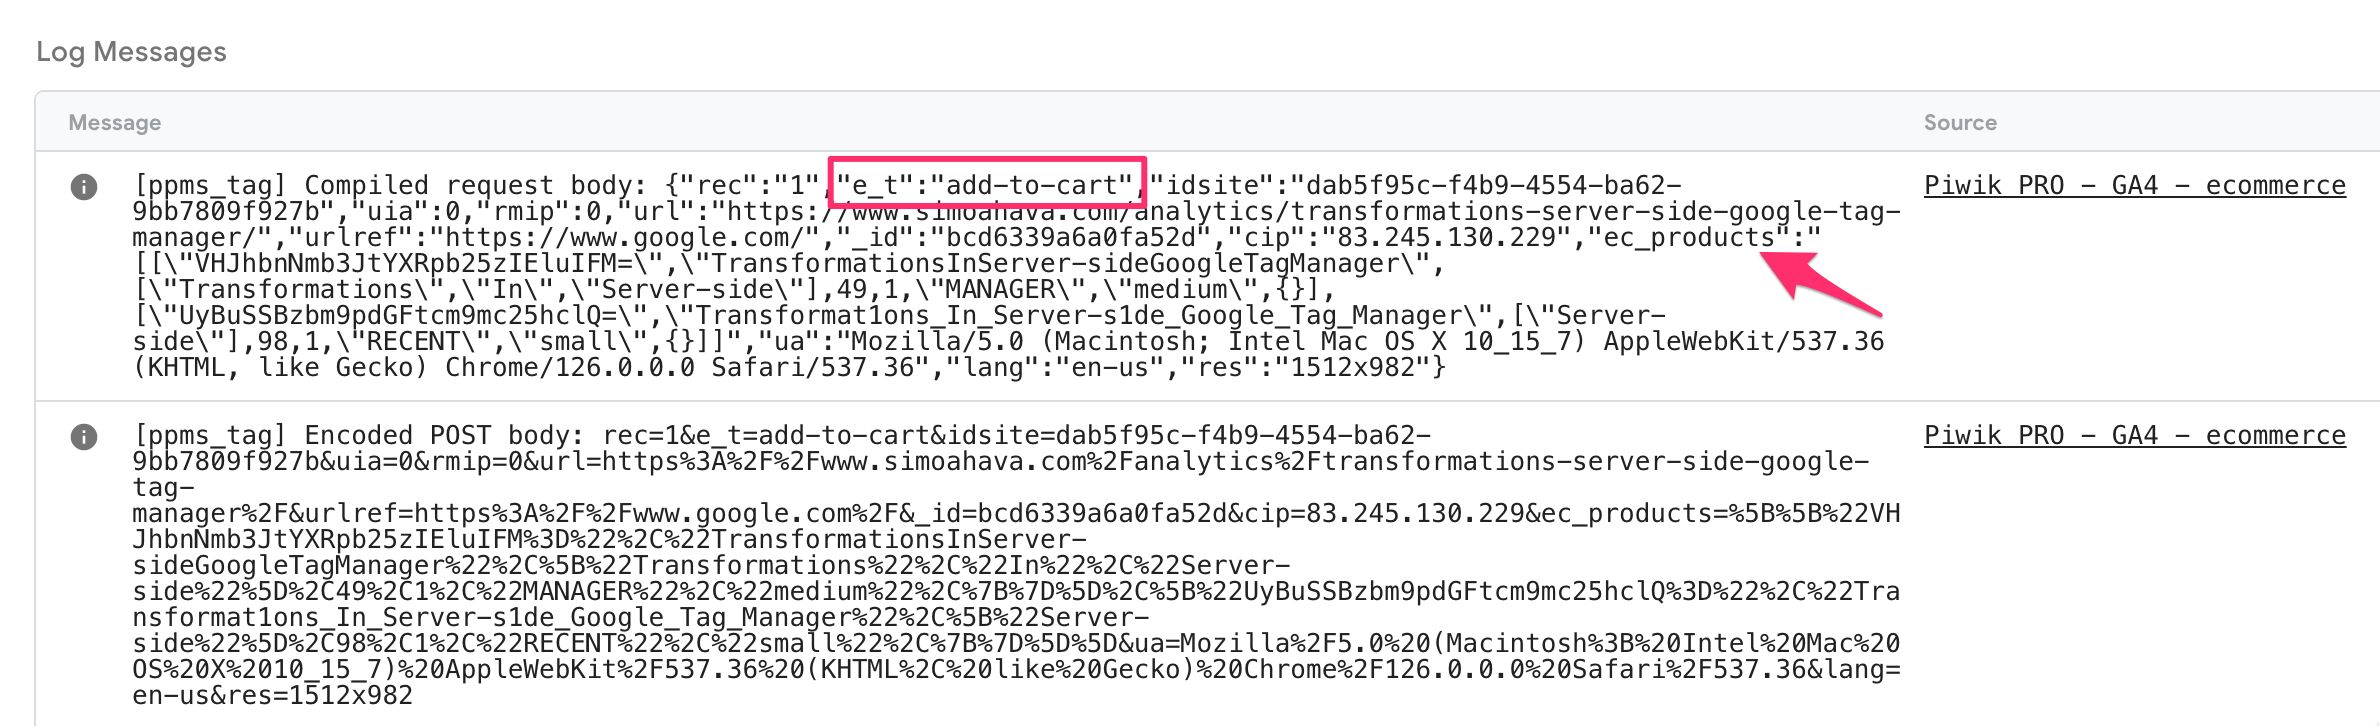 Log Messages
Message
Source
[ppms_tag] Compiled request body: {"rec":"1","e_t":"add-to-cart","idsite":"dab5f95c-f4b9-4554-ba62-
Piwik PRO - GA4 - ecommerce
9bb7809f927b","uia":0,"rmip":0,"url":"https://www.simoahava.com/analytics/transformations-server-side-google-tag-
manager/","urlref":"https://www.google.com/","_id":"bcd6339a6a0fa52d","cip":"83.245.130.229","ec_products":"
[[\"VHJhbnNmb3JtYXRpb25zIEluIFM=\",\"TransformationsInServer-sideGoogleTagManager\",
[\"Transformations\",\"In\",\"Server-side\"],49,1,\"MANAGER\",\"medium\",{}],
[\"UyBuSSBzbm9pdGFtcm9mc25hclQ=\",\"Transformat1ons_In_Server-s1de_Google_Tag_Manager\",[\"Server-
side\"],98,1,\"RECENT\",\"small\",{}]]","ua":"Mozilla/5.0 (Macintosh; Intel Mac OS X 10_15_7) AppleWebKit/537.36
(KHTML, like Gecko) Chrome/126.0.0.0 Safari/537.36","lang":"en-us","res":"1512x982"}
[ppms_tag] Encoded POST body: rec=1&e_t=add-to-cart&idsite=dab5f95c-f4b9-4554-ba62-
Piwik PRO - GA4 - ecommerce
9bb7809f927b&uia=0&rmip=0&url=https%3A%2F%2Fwww.simoahava.com%2Fanalytics%2Ftransformations-server-side-google-
tag-
manager%2F&urlref=https%3A%2F%2Fwww.google.com%2F&_id=bcd6339a6a0fa52d&cip=83.245.130.229&ec_products=%5B%5B%22VH
JhbnNmb3JtYXRpb25zIEluIFM%3D%22%2C%22TransformationsInServer-
sideGoogleTagManager%22%2C%5B%22Transformations%22%2C%22In%22%2C%22Server-
side%22%5D%2C49%2C1%2C%22MANAGER%22%2C%22medium%22%2C%7B%7D%5D%2C%5B%22UyBuSSBzbm9pdGFtcm9mc25hclQ%3D%22%2C%22Tra
nsformat1ons_In_Server-s1de_Google_Tag_Manager%22%2C%5B%22Server-
side%22%5D%2C98%2C1%2C%22RECENT%22%2C%22small%22%2C%7B%7D%5D%5D&ua=Mozilla%2F5.0%20(Macintosh%3B%20Intel%20Mac%20
OS%20X%2010_15_7)%20AppleWebKit%2F537.36%20(KHTML%2C%20like%20Gecko)%20Chrome%2F126.0.0.0%20Safari%2F537.36&lang=
en-us&res=1512x982